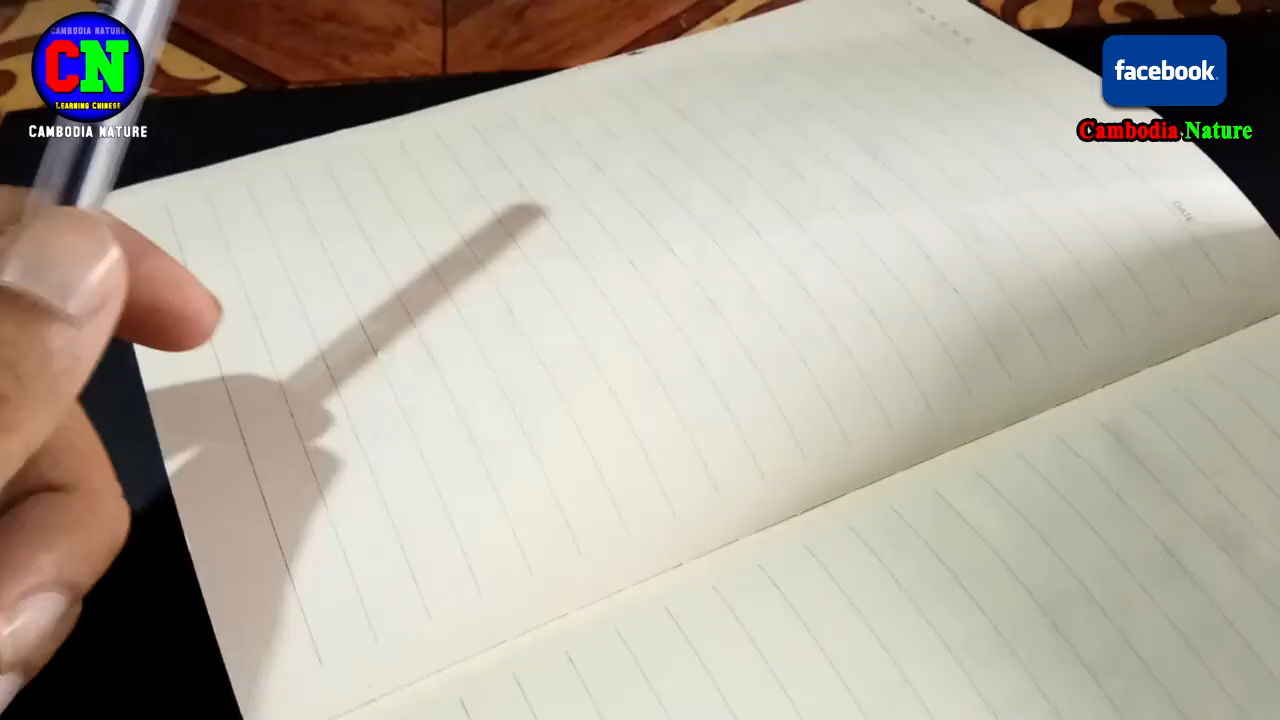 CAMBODIA NATURE
CN
LEARNING CHINESE
CAMBODIA NATURE
facebook
Cambodia Nature
DATE